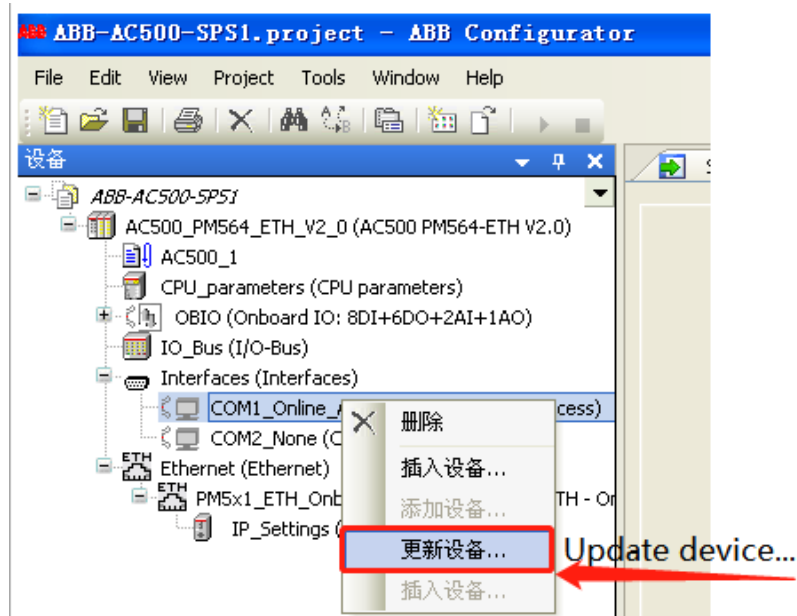 ABB ABB-AC500-SPS1.project - ABB Configurator
File Edit View Project Tools Window Help
设备
ABB-AC500-SPS1
AC500_PM564_ETH_V2_0 (AC500 PM564-ETH V2.0)
AC500_1
CPU_parameters (CPU parameters)
OBIO (Onboard IO: 8DI+6DO+2AI+1AO)
IO_Bus (I/O-Bus)
Interfaces (Interfaces)
COM1_Online_A cess)
删除
COM2_None (C
Ethernet (Ethernet)
插入设备...
PM5x1_ETH_Onb TH - Or
添加设备...
IP_Settings (
更新设备... Update device...
插入设备...